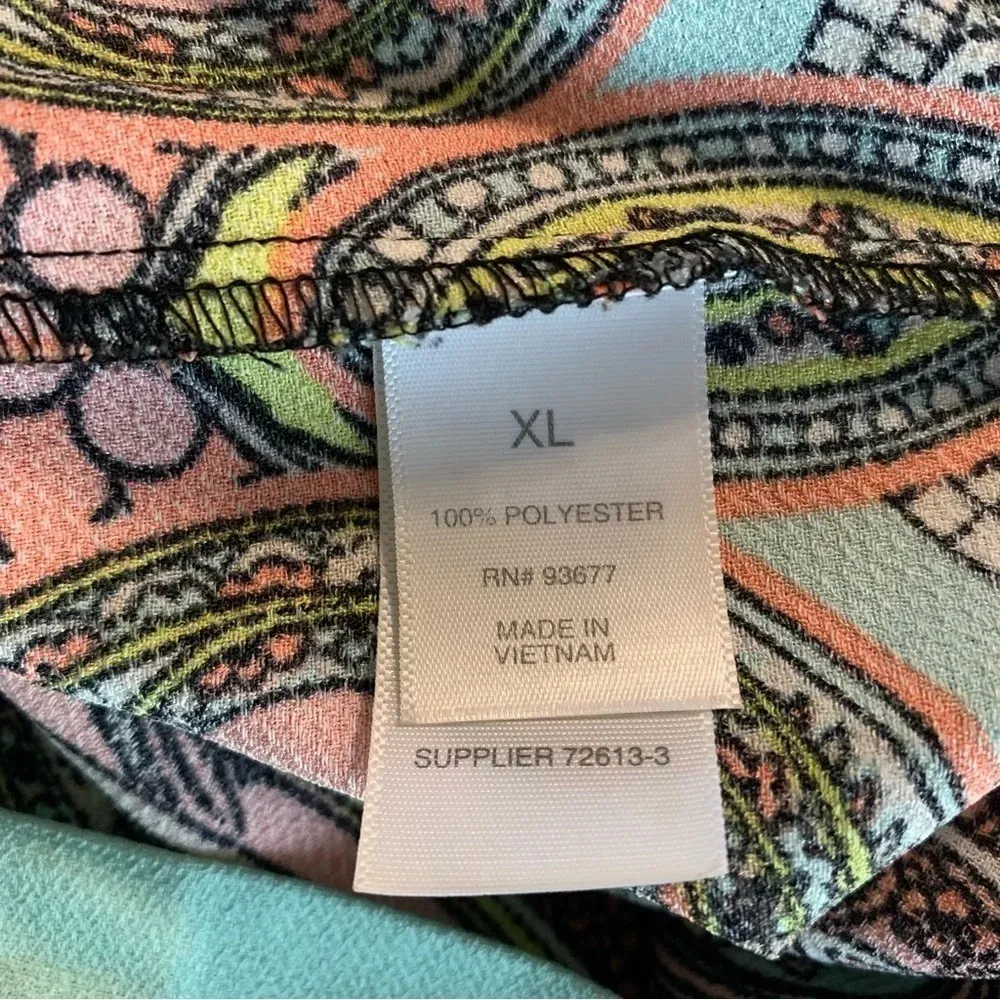 XL
100% POLYESTER
RN# 93677
MADE IN
VIETNAM
SUPPLIER 72613-3